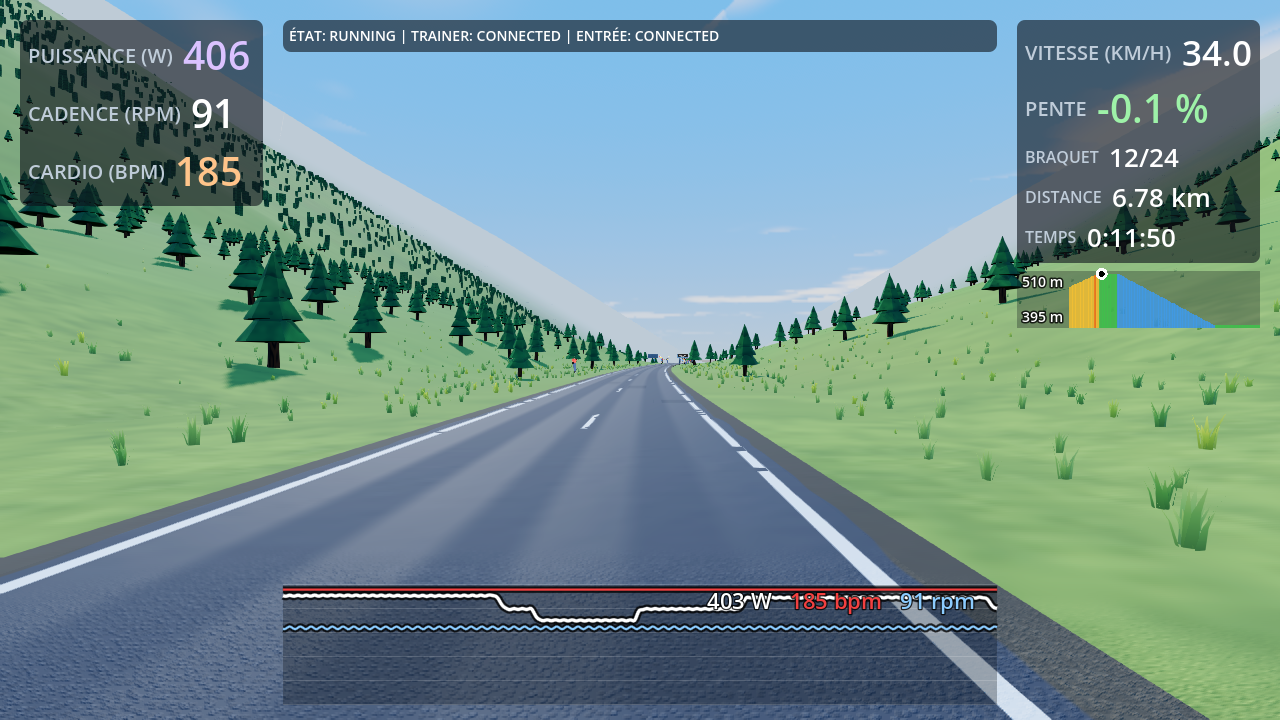 PUISSANCE (W) 406
CADENCE (RPM) 91
CARDIO (BPM) 185
ÉTAT: RUNNING | TRAINER: CONNECTED | ENTRÉE: CONNECTED
VITESSE (KM/H) 34.0
PENTE -0.1 %
BRAQUET 12/24
DISTANCE 6.78 km
TEMPS 0:11:50
510 m
395 m
403 W 185 bpm 91 rpm